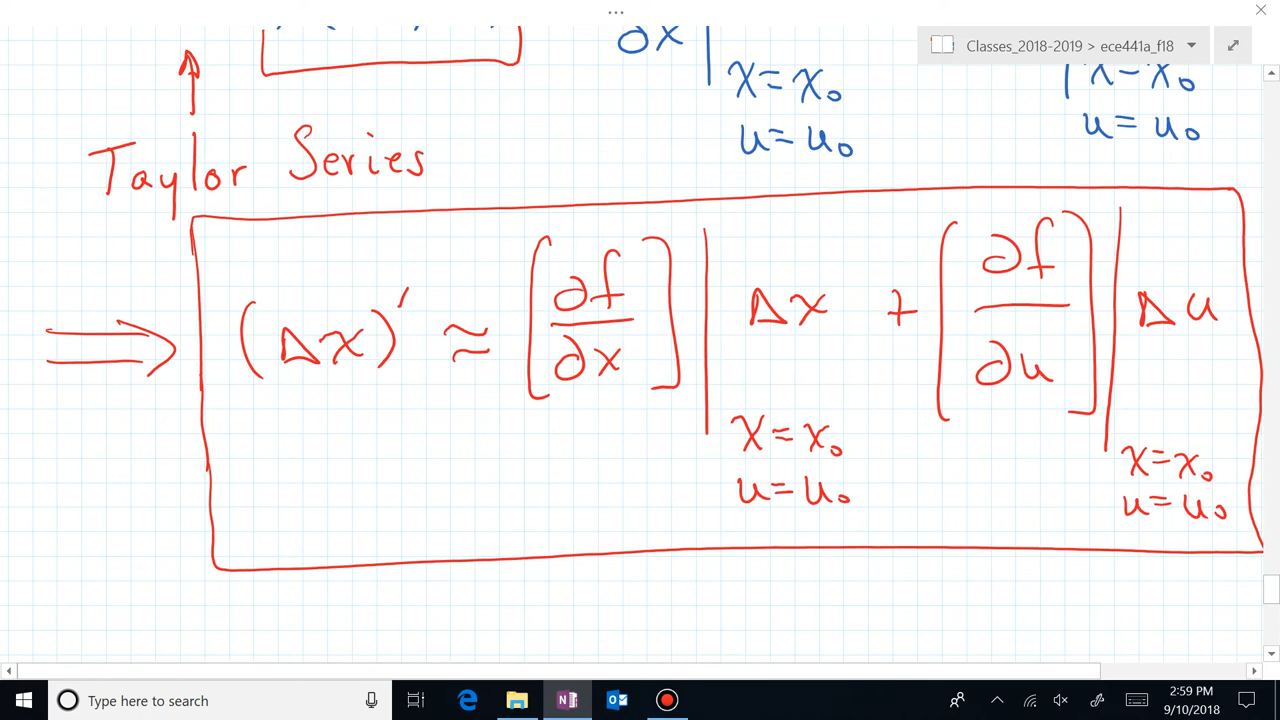 Classes_2018-2019 > ece441a_f18
∂x | x = x₀ u = u₀
x = x₀ u = u₀
Taylor Series
⟹ (Δx)' ≈ [∂f/∂x] | x = x₀ u = u₀ Δx + [∂f/∂u] | x = x₀ u = u₀ Δu
Type here to search
2:59 PM
9/10/2018